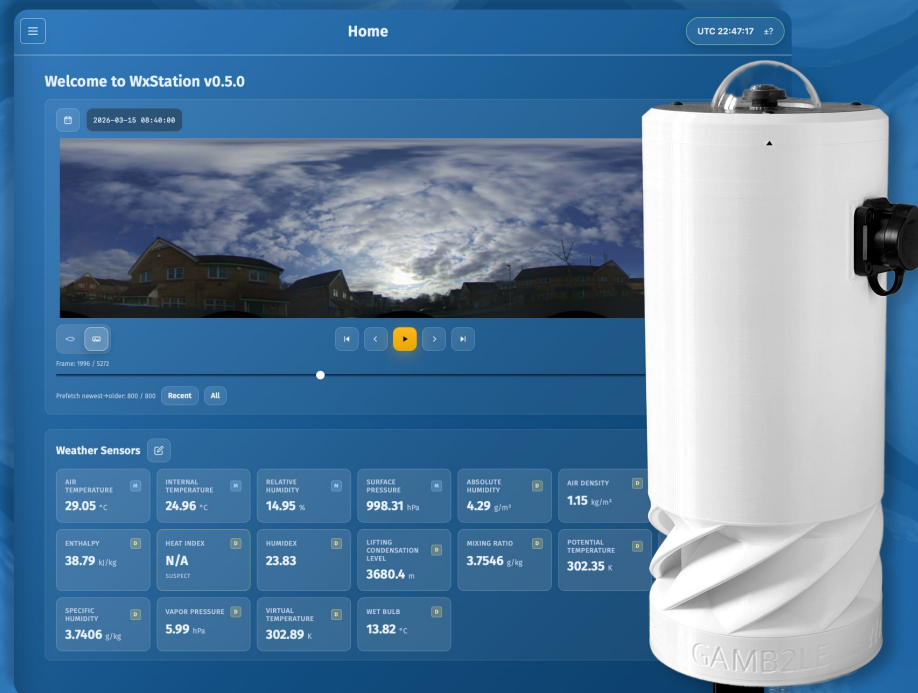 Home
UTC 22:47:17 ±?
Welcome to WxStation v0.5.0
2026-03-15 08:40:00
Frame: 1996 / 5272
Prefetch newest→older: 800 / 800 Recent All
Weather Sensors
AIR TEMPERATURE M
29.05 °C
INTERNAL TEMPERATURE M
24.96 °C
RELATIVE HUMIDITY M
14.95 %
SURFACE PRESSURE M
998.31 hPa
ABSOLUTE HUMIDITY D
4.29 g/m³
AIR DENSITY D
1.15 kg/m³
ENTHALPY D
38.79 kJ/kg
HEAT INDEX D
N/A
SUSPECT
HUMIDEX D
23.83
LIFTING CONDENSATION LEVEL D
3680.4 m
MIXING RATIO D
3.7546 g/kg
POTENTIAL TEMPERATURE D
302.35 K
SPECIFIC HUMIDITY D
3.7406 g/kg
VAPOR PRESSURE D
5.99 hPa
VIRTUAL TEMPERATURE D
302.89 K
WET BULB D
13.82 °C
GAMB2LE